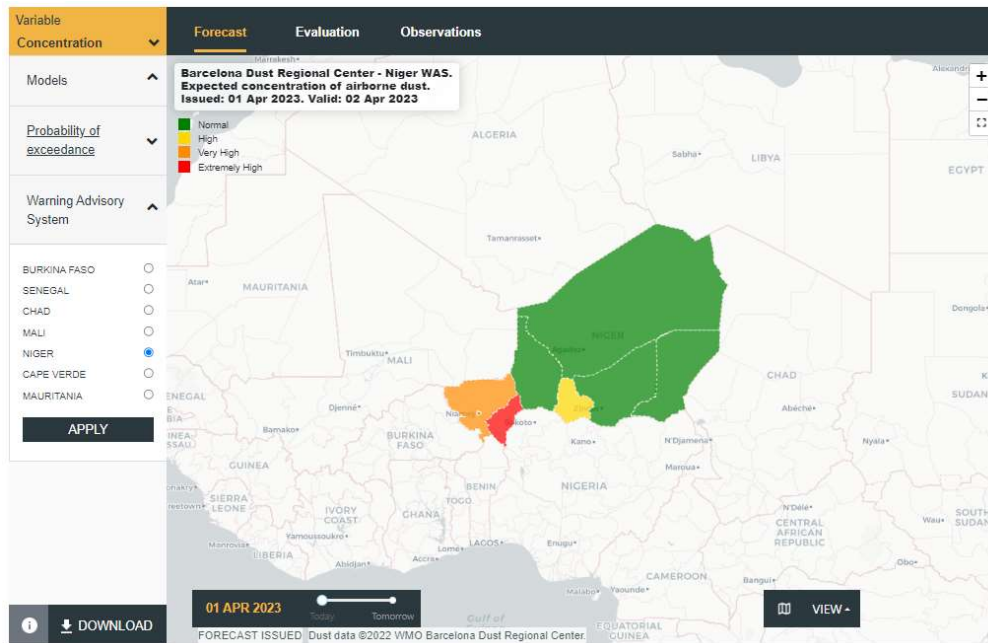 Variable
Concentration
Forecast
Evaluation
Observations
Models
Probability of
exceedance
Warning Advisory
System
BURKINA FASO
SENEGAL
CHAD
MALI
NIGER
CAPE VERDE
MAURITANIA
APPLY
DOWNLOAD
Barcelona Dust Regional Center - Niger WAS.
Expected concentration of airborne dust.
Issued: 01 Apr 2023. Valid: 02 Apr 2023
Normal
High
Very High
Extremely High
+
−
Marrakesh
ALGERIA
Sabha
LIBYA
EGYPT
Tamanrasset
Atar
MAURITANIA
Dongola
NIGER
Agadez
Timbuktu
MALI
CHAD
SUDAN
Niamey
Abéché
Djenné
Bamako
BURKINA
FASO
Kano
N'Djamena
Nyala
Maroua
GUINEA
BENIN
NIGERIA
SIERRA
LEONE
IVORY
COAST
GHANA
TOGO
N'Délé
CENTRAL
AFRICAN
REPUBLIC
Wau
SOUTH
SUDAN
Yamoussoukro
Monrovia
LIBERIA
Abidjan
Accra
Lomé
LAGOS
Enugu
CAMEROON
Bangui
Obo
Malabo
Yaounde
01 APR 2023
Today
Tomorrow
VIEW
Gulf of
EQUATORIAL
GUINEA
FORECAST ISSUED
Dust data ©2022 WMO Barcelona Dust Regional Center.